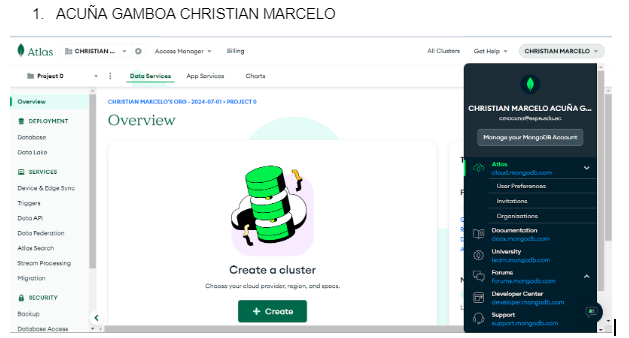 1. ACUÑA GAMBOA CHRISTIAN MARCELO
Atlas
CHRISTIAN ...
Access Manager
Billing
All Clusters
Get Help
CHRISTIAN MARCELO
Project 0
Data Services
App Services
Charts
Overview
DEPLOYMENT
Database
Data Lake
SERVICES
Device & Edge Sync
Triggers
Data API
Data Federation
Atlas Search
Stream Processing
Migration
SECURITY
Backup
Database Access
CHRISTIAN MARCELO'S ORG - 2024-07-01 > PROJECT 0
Overview
Create a cluster
Choose your cloud provider, region, and specs.
+ Create
CHRISTIAN MARCELO ACUÑA G...
Manage your MongoDB Account
Atlas
cloud.mongodb.com
User Preferences
Invitations
Organizations
Documentation
docs.mongodb.com
University
learn.mongodb.com
Forums
forums.mongodb.com
Developer Center
developer.mongodb.com
Support
support.mongodb.com